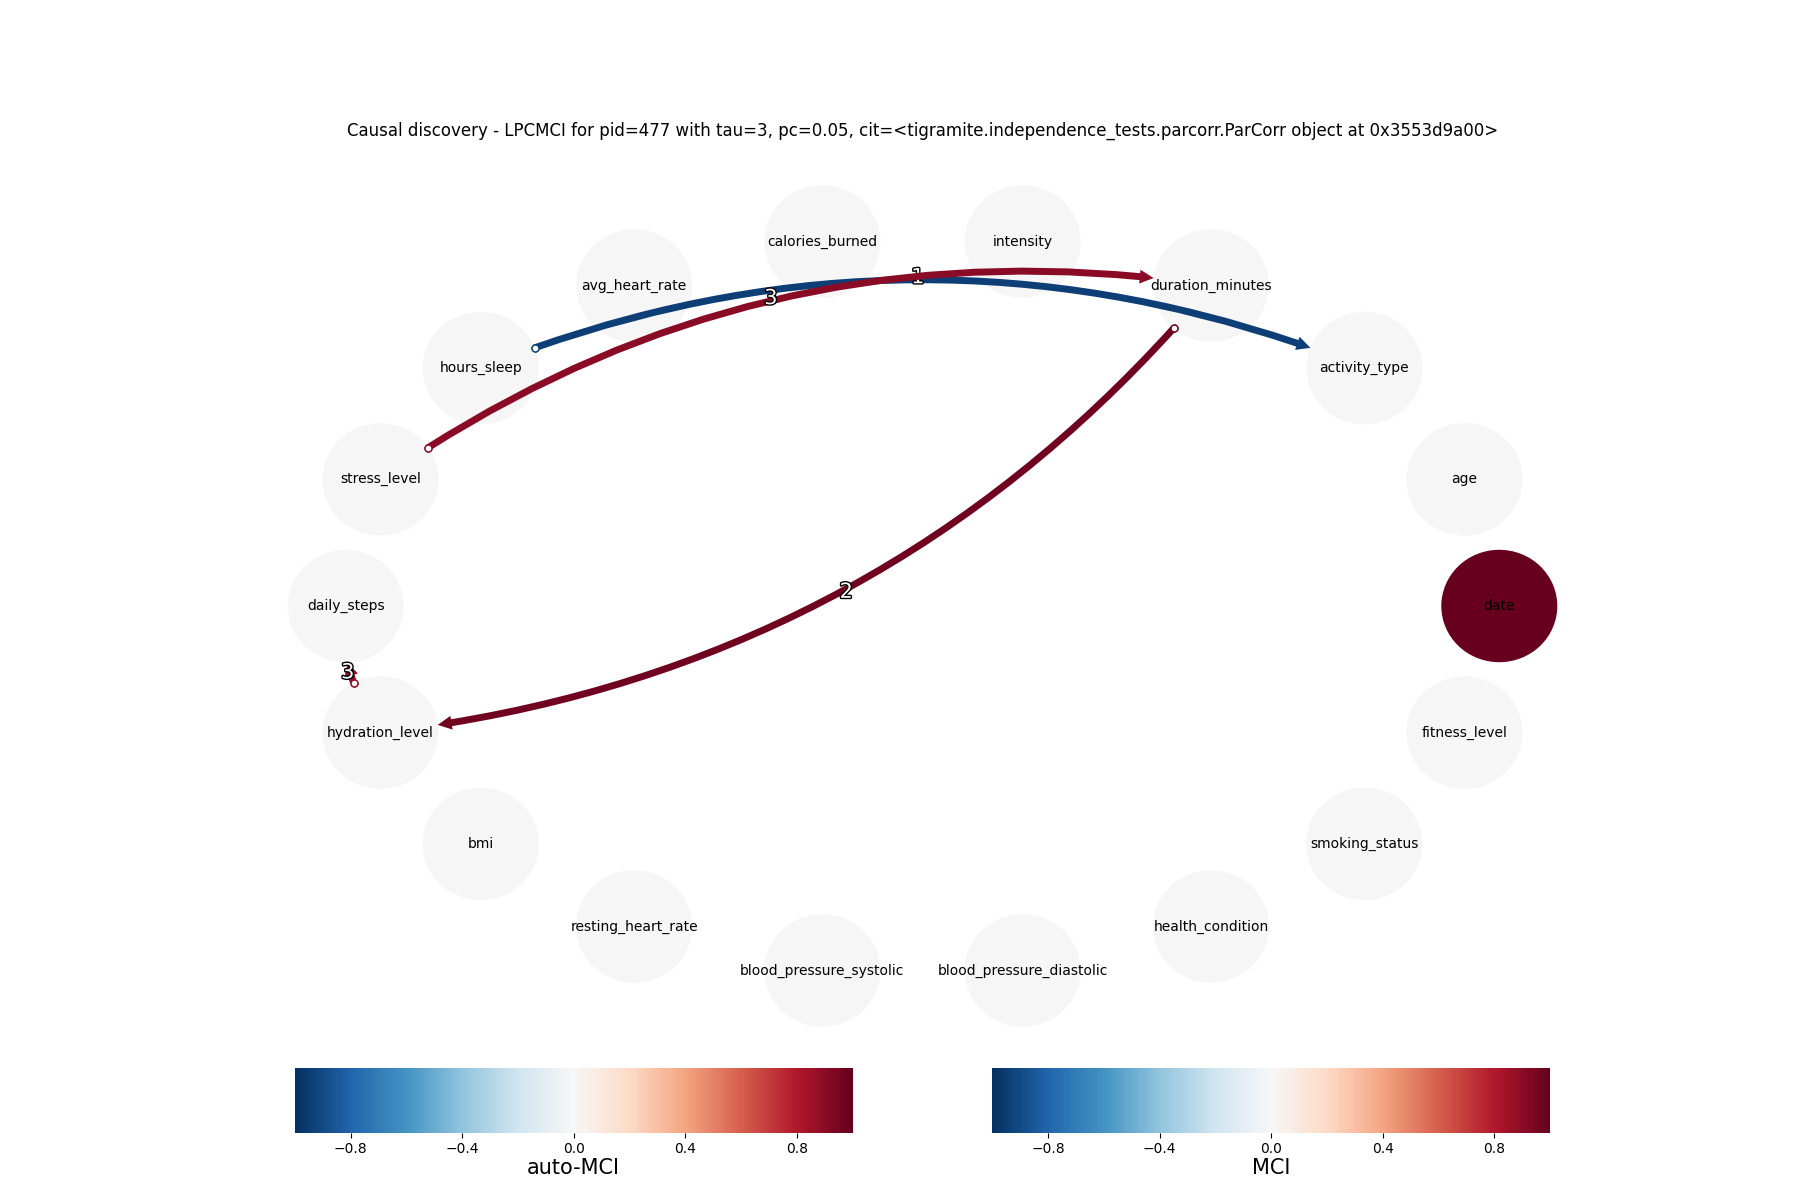 Causal discovery - LPCMCI for pid=477 with tau=3, pc=0.05, cit=<tigramite.independence_tests.parcorr.ParCorr object at 0x3553d9a00>
calories_burned
intensity
avg_heart_rate
duration_minutes
1
3
hours_sleep
activity_type
stress_level
age
2
daily_steps
date
3
hydration_level
fitness_level
bmi
smoking_status
resting_heart_rate
health_condition
blood_pressure_systolic
blood_pressure_diastolic
−0.8 −0.4 0.0 0.4 0.8
auto-MCI
−0.8 −0.4 0.0 0.4 0.8
MCI